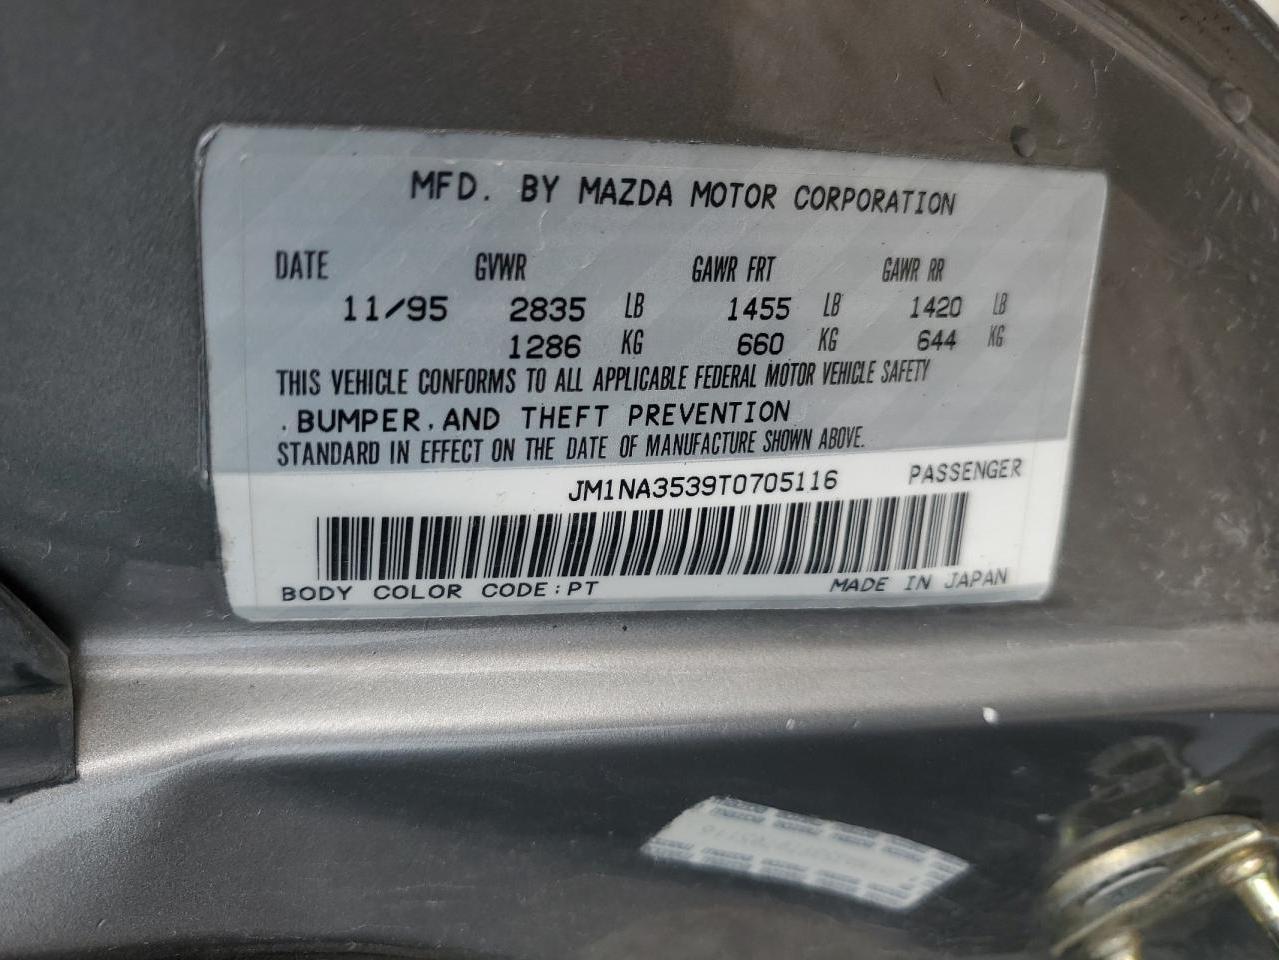 MFD. BY MAZDA MOTOR CORPORATION
DATE GVWR GAWR FRT GAWR RR
11/95 2835 LB 1455 LB 1420 LB
1286 KG 660 KG 644 KG
THIS VEHICLE CONFORMS TO ALL APPLICABLE FEDERAL MOTOR VEHICLE SAFETY
.BUMPER.AND THEFT PREVENTION
STANDARD IN EFFECT ON THE DATE OF MANUFACTURE SHOWN ABOVE.
JM1NA3539T0705116 PASSENGER
BODY COLOR CODE:PT MADE IN JAPAN